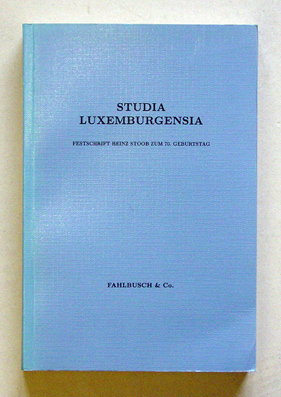 STUDIA
LUXEMBURGENSIA
FESTSCHRIFT HEINZ STOOB ZUM 70. GEBURTSTAG
FAHLBUSCH & Co.